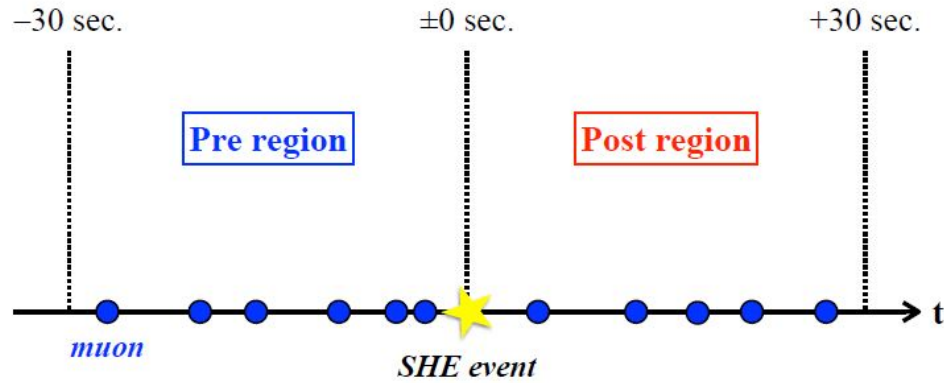 −30 sec. ±0 sec. +30 sec.
Pre region Post region
t
muon
SHE event